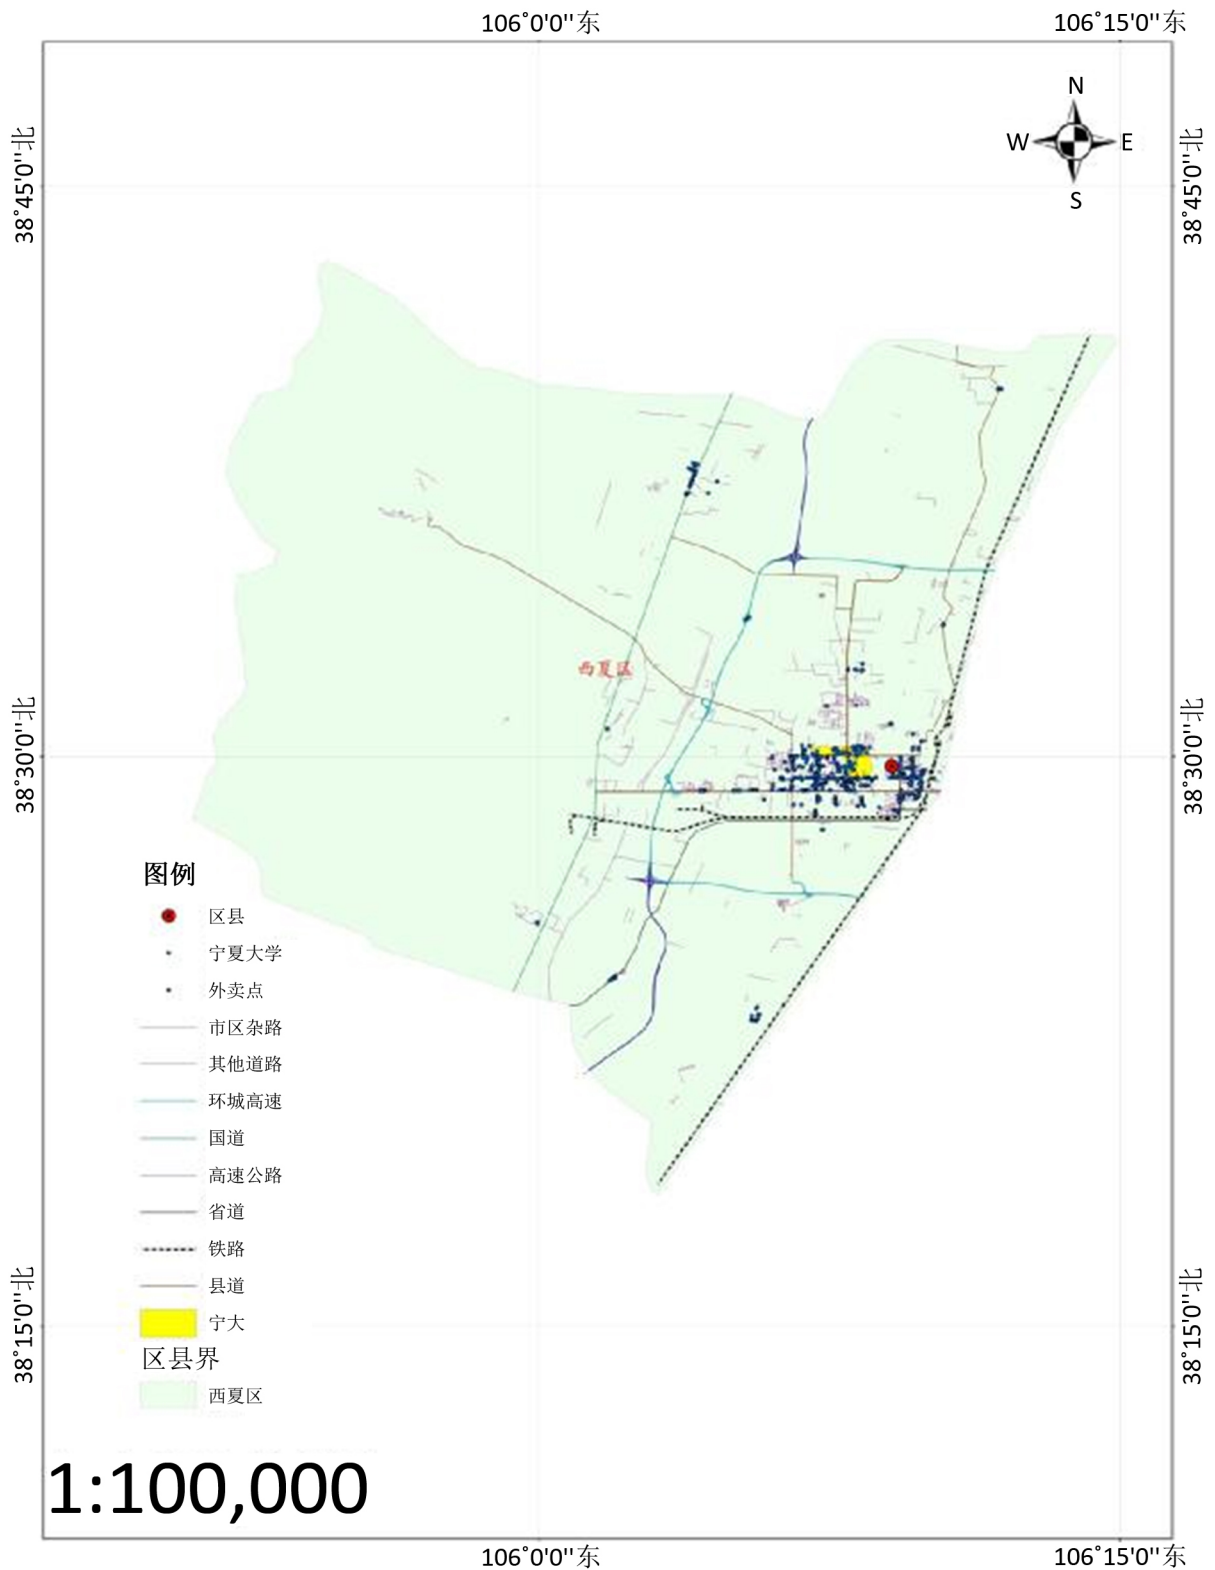 106°0'0''东
106°15'0''东
N
W
E
S
38°45'0''北
38°45'0''北
西夏区
38°30'0''北
38°30'0''北
图例
区县
宁夏大学
外卖点
市区杂路
其他道路
环城高速
国道
高速公路
省道
铁路
县道
宁大
区县界
西夏区
38°15'0''北
38°15'0''北
1:100,000
106°0'0''东
106°15'0''东